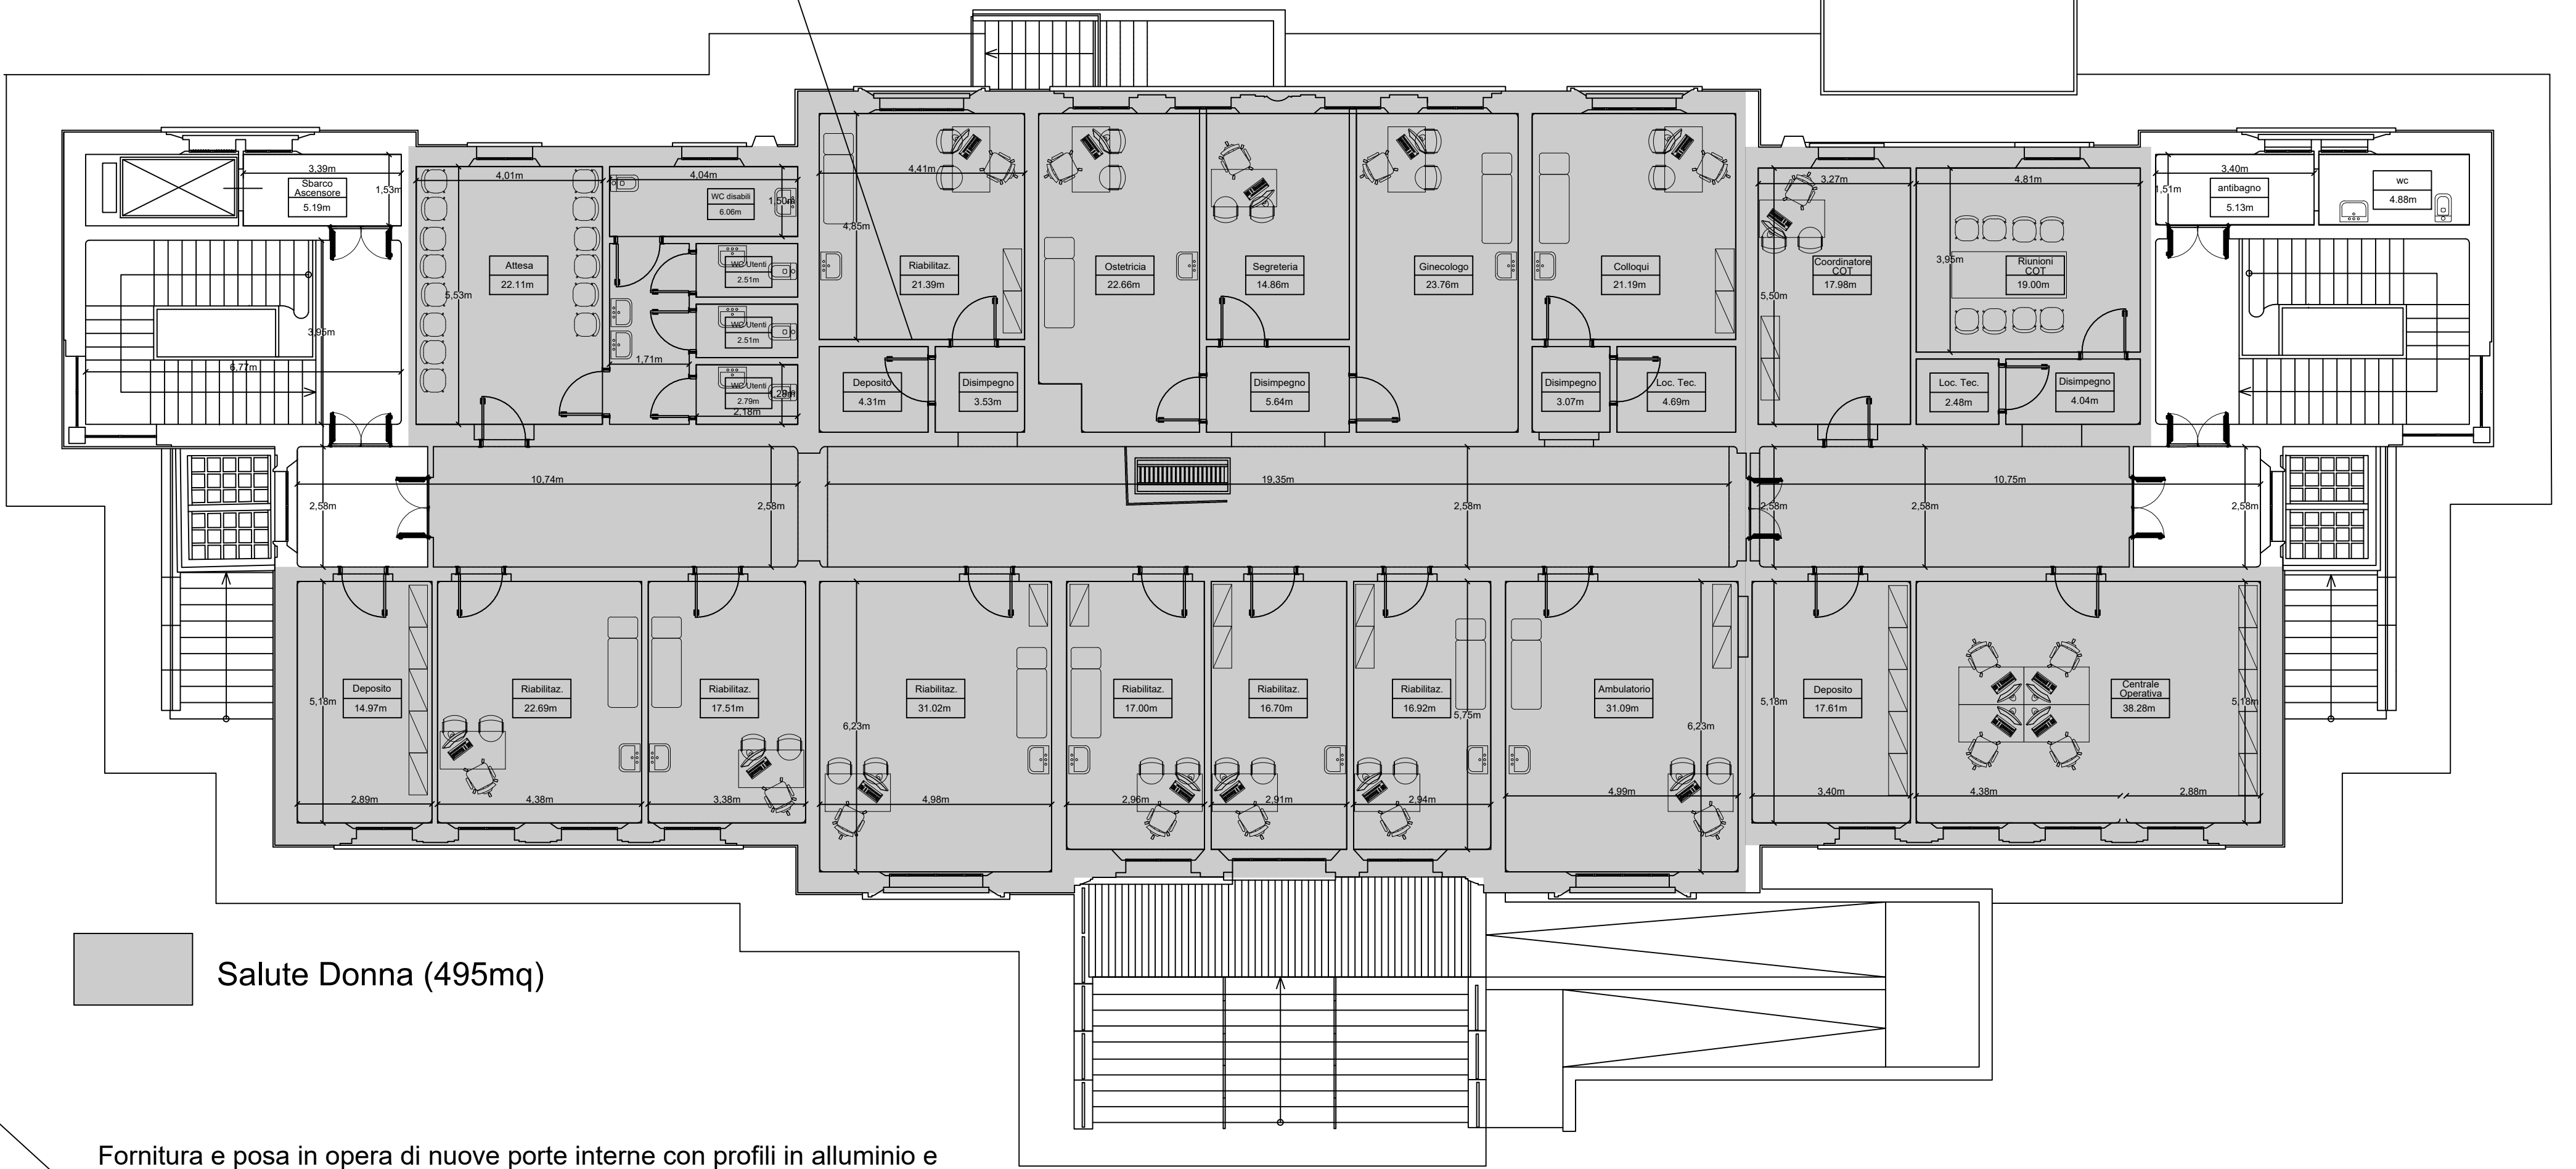 3,39m
Sbarco
Ascensore
5.19m
1,53m
3,95m
6,77m
4,01m
Attesa
22.11m
5,53m
4,04m
WC disabili
6.06m
1,50m
WC Utenti
2.51m
WC Utenti
2.51m
1,71m
WC Utenti
2.79m
2,18m
4,41m
4,85m
Riabilitaz.
21.39m
Deposito
4.31m
Disimpegno
3.53m
Ostetricia
22.66m
Segreteria
14.86m
Disimpegno
5.64m
Ginecologo
23.76m
Colloqui
21.19m
Disimpegno
3.07m
Loc. Tec.
4.69m
3,27m
Coordinatore
COT
17.98m
5,50m
4,81m
3,95m
Riunioni
COT
19.00m
Loc. Tec.
2.48m
Disimpegno
4.04m
3,40m
1,51m
antibagno
5.13m
wc
4.88m
2,58m
10,74m
2,58m
19,35m
2,58m
2,58m
2,58m
10,75m
2,58m
5,18m
Deposito
14.97m
2,89m
Riabilitaz.
22.69m
4,38m
Riabilitaz.
17.51m
3,38m
Riabilitaz.
31.02m
6,23m
4,98m
Riabilitaz.
17.00m
2,96m
Riabilitaz.
16.70m
2,91m
Riabilitaz.
16.92m
5,75m
2,94m
Ambulatorio
31.09m
6,23m
4,99m
5,18m
Deposito
17.61m
3,40m
Centrale
Operativa
38.28m
5,18m
4,38m
2,88m
Salute Donna (495mq)
Fornitura e posa in opera di nuove porte interne con profili in alluminio e